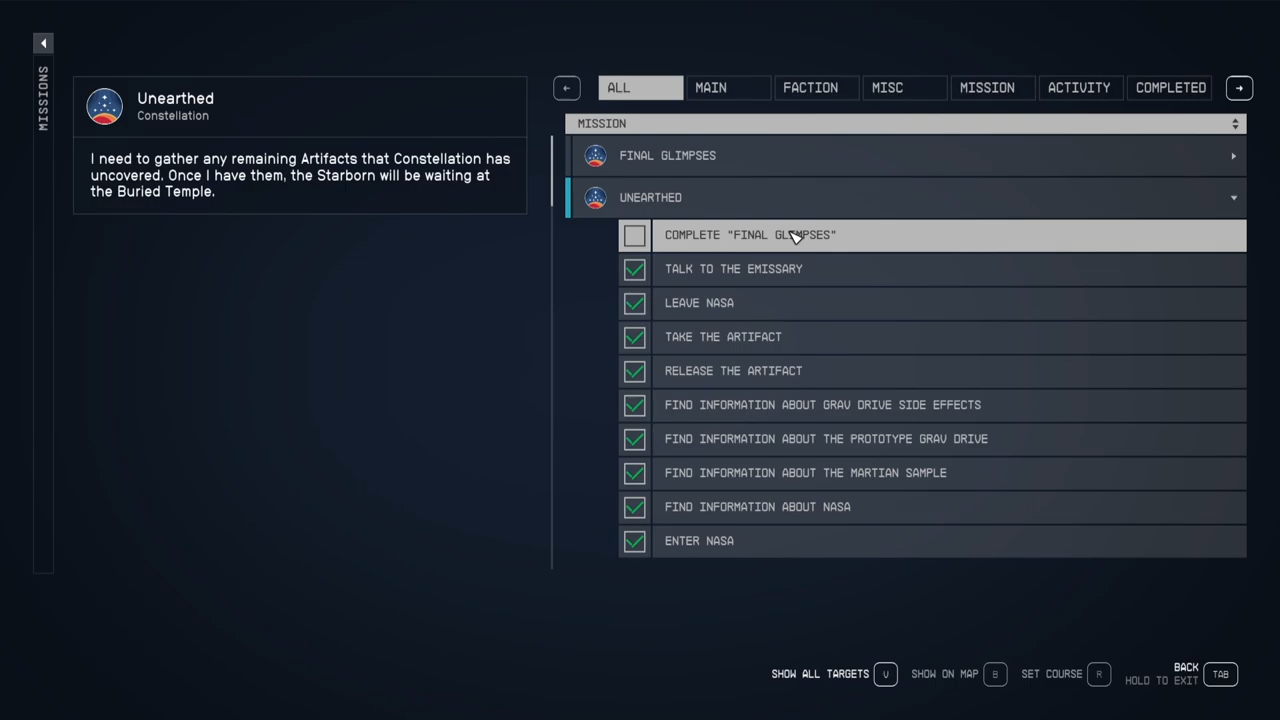 MISSIONS
Unearthed
Constellation
I need to gather any remaining Artifacts that Constellation has
uncovered. Once I have them, the Starborn will be waiting at
the Buried Temple.
ALL
MAIN
FACTION
MISC
MISSION
ACTIVITY
COMPLETED
MISSION
FINAL GLIMPSES
UNEARTHED
COMPLETE "FINAL GLIMPSES"
TALK TO THE EMISSARY
LEAVE NASA
TAKE THE ARTIFACT
RELEASE THE ARTIFACT
FIND INFORMATION ABOUT GRAV DRIVE SIDE EFFECTS
FIND INFORMATION ABOUT THE PROTOTYPE GRAV DRIVE
FIND INFORMATION ABOUT THE MARTIAN SAMPLE
FIND INFORMATION ABOUT NASA
ENTER NASA
SHOW ALL TARGETS V
SHOW ON MAP B
SET COURSE R
BACK
HOLD TO EXIT
TAB